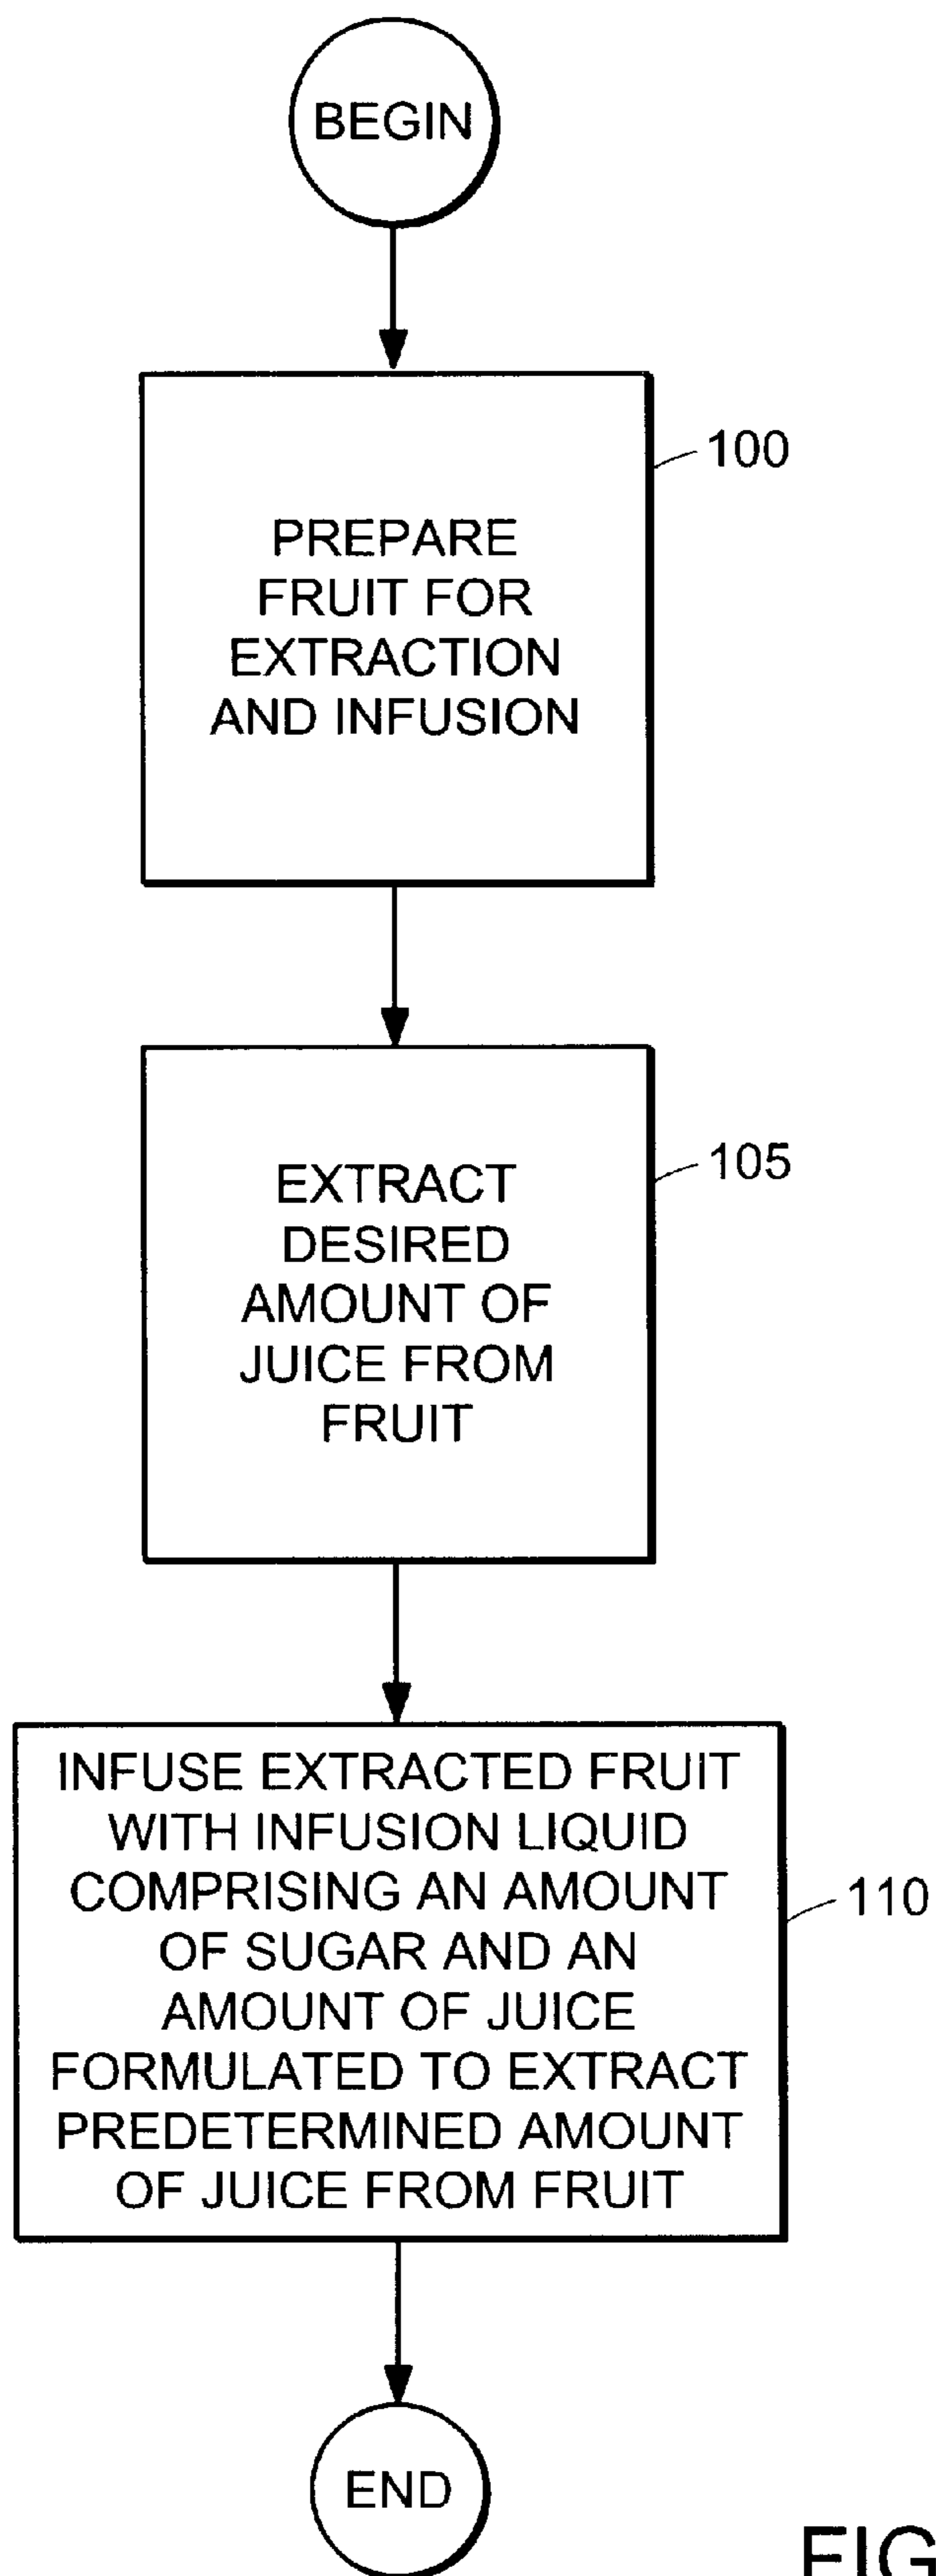 BEGIN
100
PREPARE
FRUIT FOR
EXTRACTION
AND INFUSION
105
EXTRACT
DESIRED
AMOUNT OF
JUICE FROM
FRUIT
INFUSE EXTRACTED FRUIT
WITH INFUSION LIQUID
COMPRISING AN AMOUNT
OF SUGAR AND AN
AMOUNT OF JUICE
FORMULATED TO EXTRACT
PREDETERMINED AMOUNT
OF JUICE FROM FRUIT
110
END
FIG